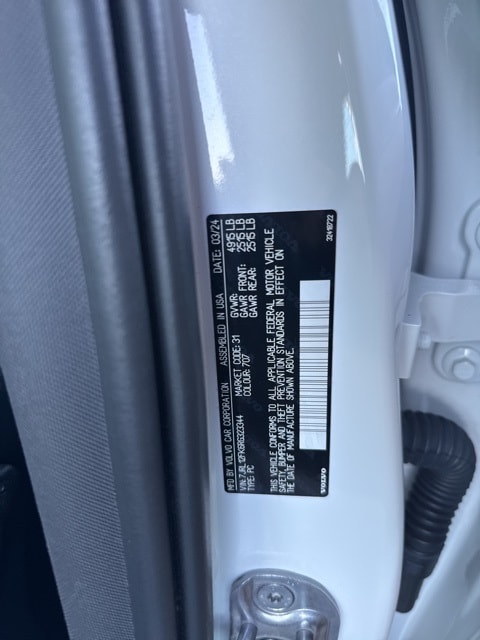 MFD BY VOLVO CAR CORPORATION ASSEMBLED IN USA DATE: 03/24
VIN: 7JRL12FK6RG323344 GVWR: 4915 LB
TYPE: PC MARKET CODE: 31 GAWR FRONT: 2515 LB
COLOUR: 707 GAWR REAR: 2515 LB
THIS VEHICLE CONFORMS TO ALL APPLICABLE FEDERAL MOTOR VEHICLE
SAFETY, BUMPER AND THEFT PREVENTION STANDARDS IN EFFECT ON
THE DATE OF MANUFACTURE SHOWN ABOVE.
VOLVO 32418722